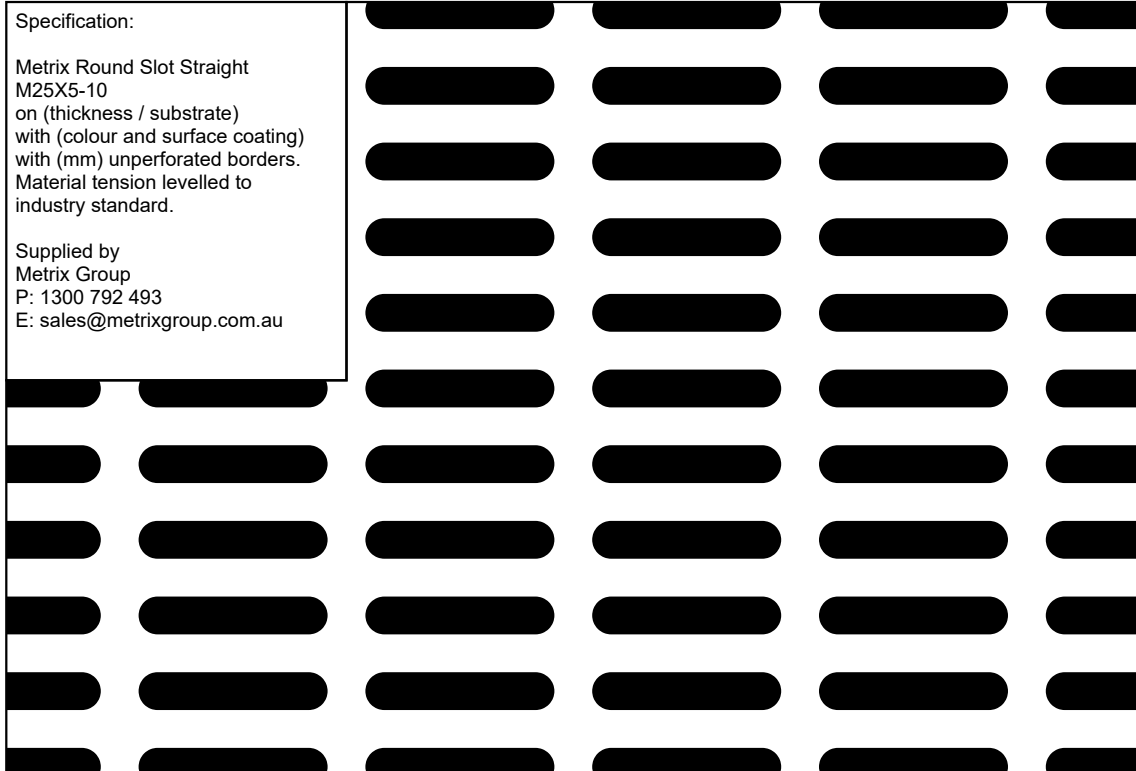 Specification:
Metrix Round Slot Straight
M25X5-10
on (thickness / substrate)
with (colour and surface coating)
with (mm) unperforated borders.
Material tension levelled to
industry standard.
Supplied by
Metrix Group
P: 1300 792 493
E: sales@metrixgroup.com.au